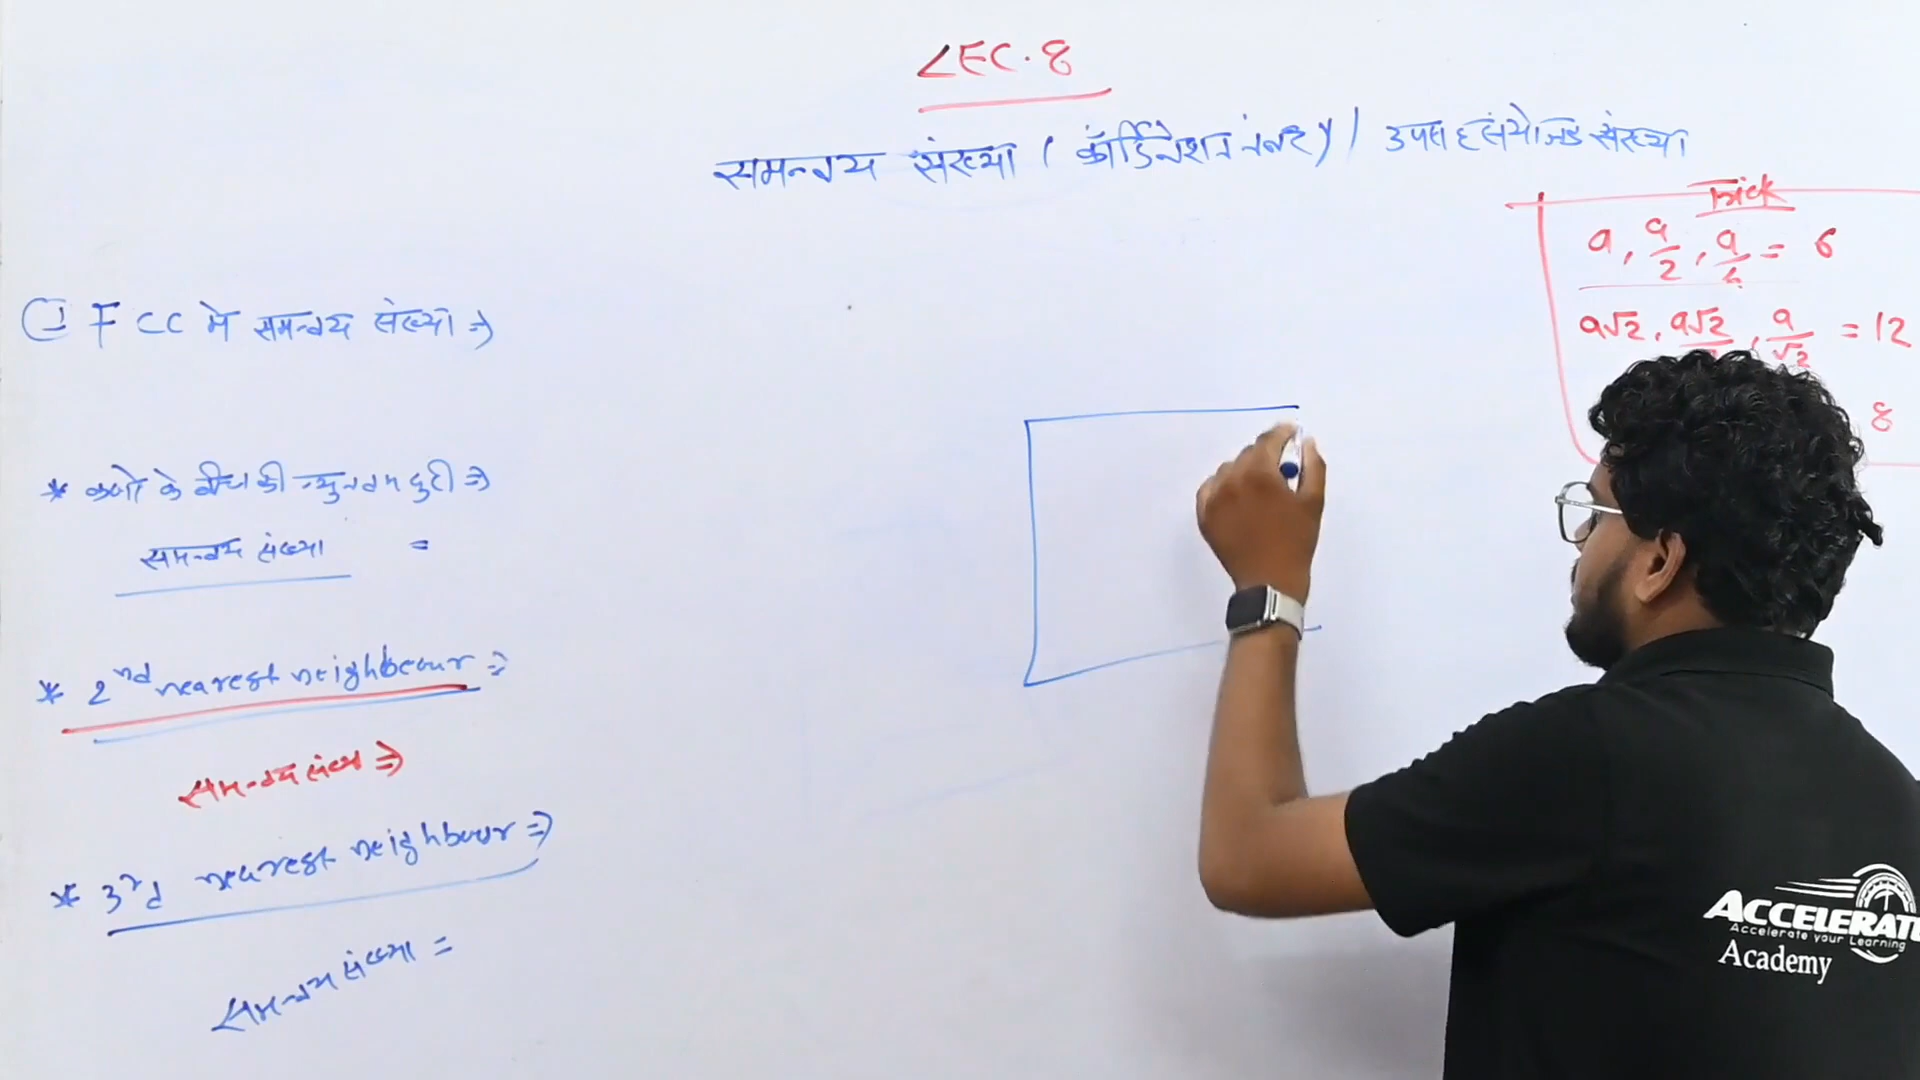 LEC.8
समन्वय संख्या (कॉर्डिनेशन नंबर) / उपसहसंयोजक संख्या
Trick
a, a/2, a/4 = 6
a√2, a√2, a/√2 = 12
8
FCC मे समन्वय संख्या ⇒
* कणो के बीच की न्युनतम दुरी ⇒
समन्वय संख्या =
* 2nd nearest neighbour ⇒
समन्वय संख्या ⇒
* 3rd nearest neighbour ⇒
समन्वय संख्या =
ACCELERATE
Accelerate your Learning
Academy